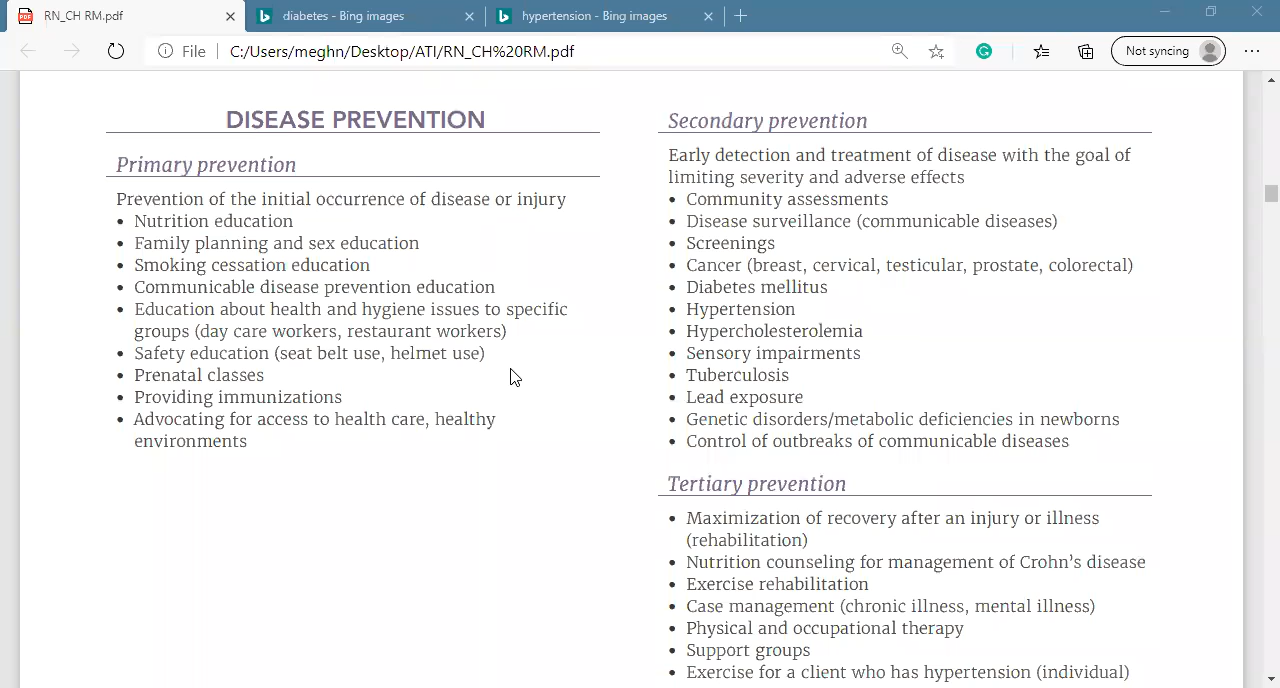 RN_CH RM.pdf
diabetes - Bing images
hypertension - Bing images
File
C:/Users/meghn/Desktop/ATI/RN_CH%20RM.pdf
Not syncing
DISEASE PREVENTION
Primary prevention
Prevention of the initial occurrence of disease or injury
• Nutrition education
• Family planning and sex education
• Smoking cessation education
• Communicable disease prevention education
• Education about health and hygiene issues to specific
groups (day care workers, restaurant workers)
• Safety education (seat belt use, helmet use)
• Prenatal classes
• Providing immunizations
• Advocating for access to health care, healthy
environments
Secondary prevention
Early detection and treatment of disease with the goal of
limiting severity and adverse effects
• Community assessments
• Disease surveillance (communicable diseases)
• Screenings
• Cancer (breast, cervical, testicular, prostate, colorectal)
• Diabetes mellitus
• Hypertension
• Hypercholesterolemia
• Sensory impairments
• Tuberculosis
• Lead exposure
• Genetic disorders/metabolic deficiencies in newborns
• Control of outbreaks of communicable diseases
Tertiary prevention
• Maximization of recovery after an injury or illness
(rehabilitation)
• Nutrition counseling for management of Crohn's disease
• Exercise rehabilitation
• Case management (chronic illness, mental illness)
• Physical and occupational therapy
• Support groups
• Exercise for a client who has hypertension (individual)